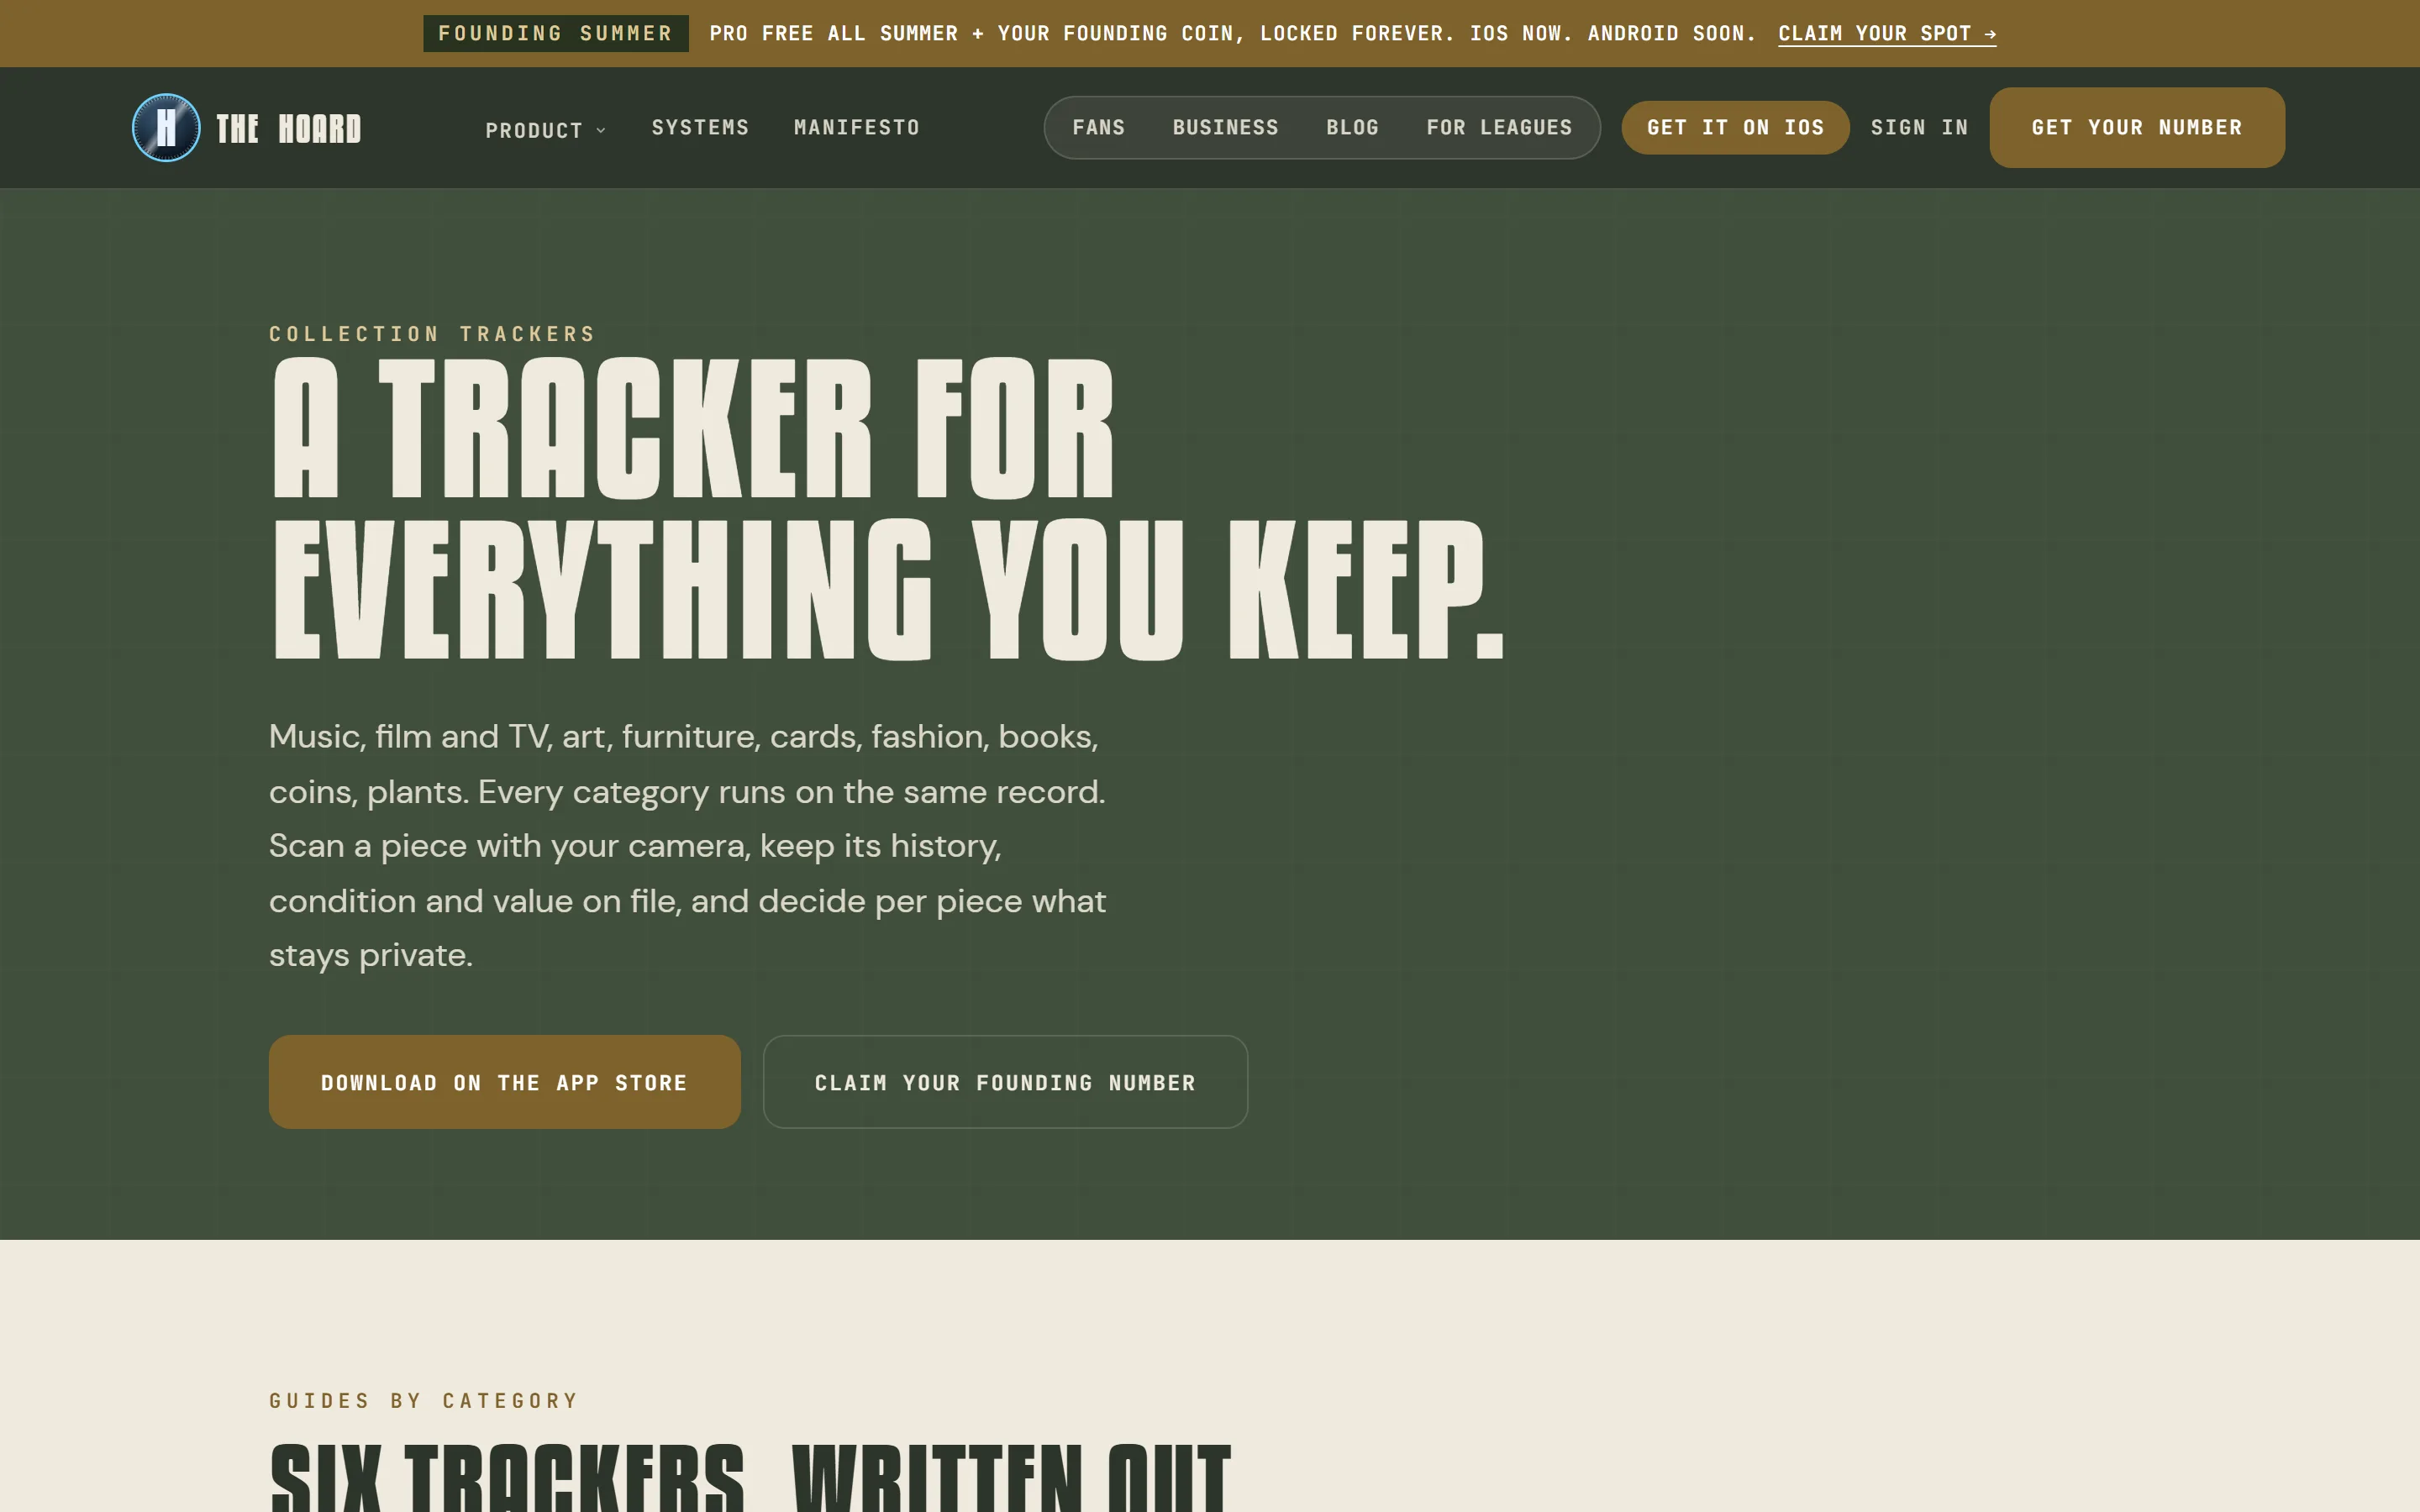 FOUNDING SUMMER PRO FREE ALL SUMMER + YOUR FOUNDING COIN, LOCKED FOREVER. IOS NOW. ANDROID SOON. CLAIM YOUR SPOT →
H THE HOARD PRODUCT SYSTEMS MANIFESTO FANS BUSINESS BLOG FOR LEAGUES GET IT ON IOS SIGN IN GET YOUR NUMBER
COLLECTION TRACKERS
A TRACKER FOR
EVERYTHING YOU KEEP.
Music, film and TV, art, furniture, cards, fashion, books,
coins, plants. Every category runs on the same record.
Scan a piece with your camera, keep its history,
condition and value on file, and decide per piece what
stays private.
DOWNLOAD ON THE APP STORE CLAIM YOUR FOUNDING NUMBER
GUIDES BY CATEGORY
SIX TRACKERS WRITTEN OUT